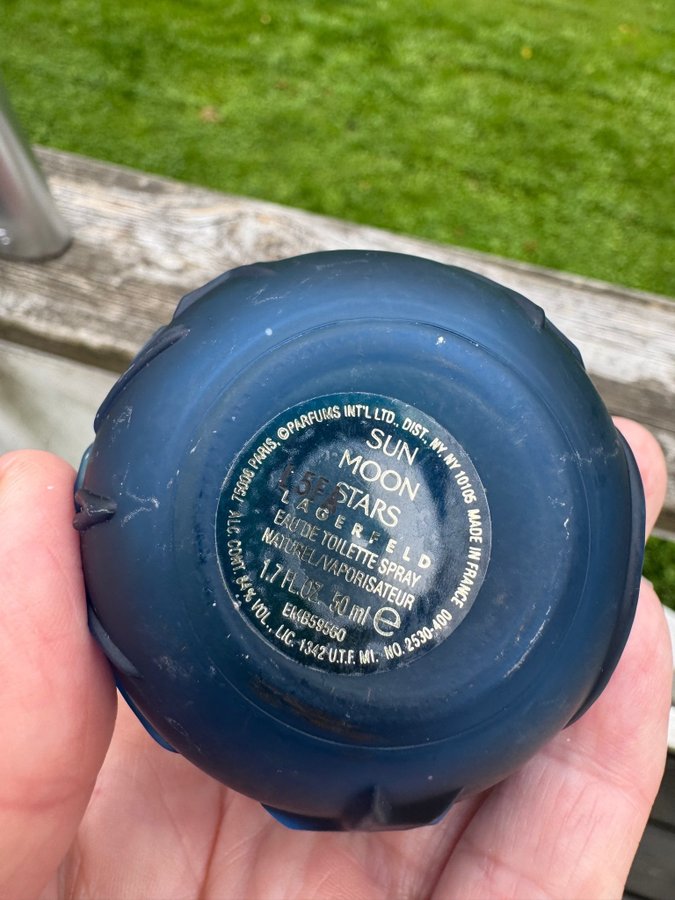 SUN
MOON
STARS
LAGERFELD
EAU DE TOILETTE SPRAY
NATUREL/VAPORISATEUR
1.7 FL.OZ. 50 ml e
EMB59560
75008 PARIS. ©PARFUMS INT'L LTD., DIST. NY NY 10105 MADE IN FRANCE
ALC. CONT. 84% VOL., LIC. 1342 U.T.F. MI. NO. 2530-400